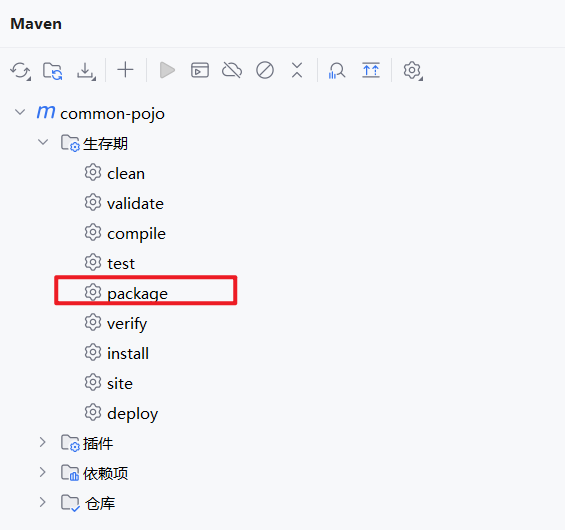 Maven
common-pojo
生存期
clean
validate
compile
test
package
verify
install
site
deploy
插件
依赖项
仓库